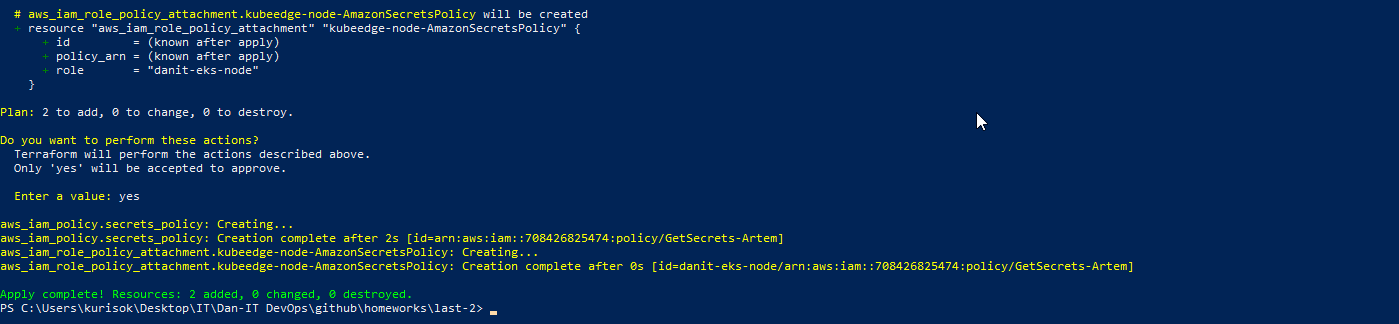 # aws_iam_role_policy_attachment.kubeedge-node-AmazonSecretsPolicy will be created
+ resource "aws_iam_role_policy_attachment" "kubeedge-node-AmazonSecretsPolicy" {
+ id         = (known after apply)
+ policy_arn = (known after apply)
+ role       = "danit-eks-node"
}
Plan: 2 to add, 0 to change, 0 to destroy.
Do you want to perform these actions?
Terraform will perform the actions described above.
Only 'yes' will be accepted to approve.
Enter a value: yes
aws_iam_policy.secrets_policy: Creating...
aws_iam_policy.secrets_policy: Creation complete after 2s [id=arn:aws:iam::708426825474:policy/GetSecrets-Artem]
aws_iam_role_policy_attachment.kubeedge-node-AmazonSecretsPolicy: Creating...
aws_iam_role_policy_attachment.kubeedge-node-AmazonSecretsPolicy: Creation complete after 0s [id=danit-eks-node/arn:aws:iam::708426825474:policy/GetSecrets-Artem]
Apply complete! Resources: 2 added, 0 changed, 0 destroyed.
PS C:\Users\kurisok\Desktop\IT\Dan-IT DevOps\github\homeworks\last-2>